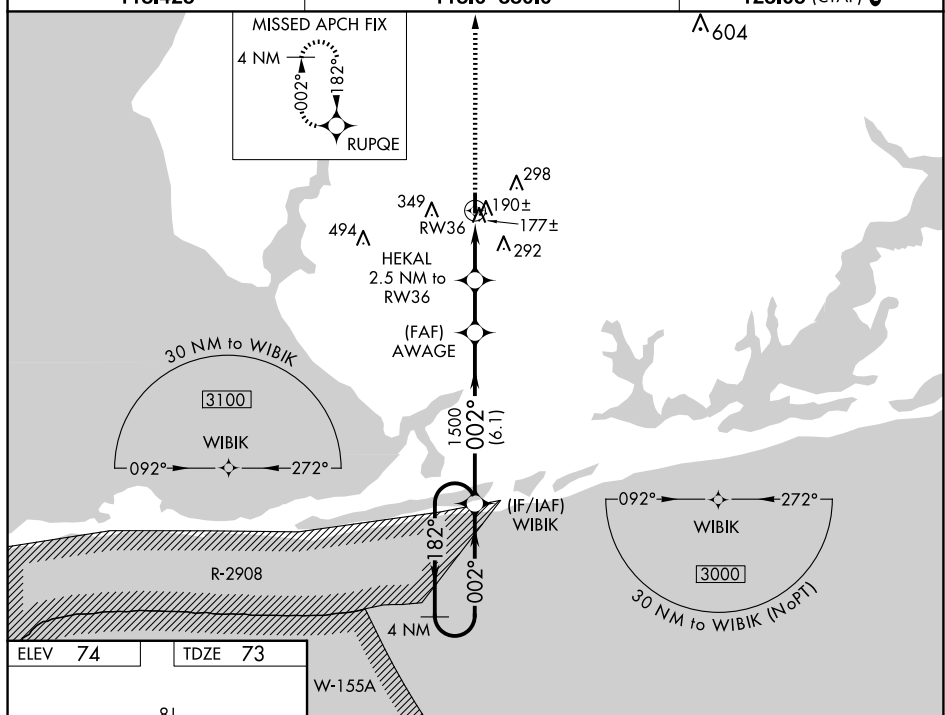 MISSED APCH FIX
4 NM
002°
182°
RUPQE
604
298
349
190±
RW36
177±
494
292
HEKAL
2.5 NM to
RW36
(FAF)
AWAGE
30 NM to WIBIK
3100
WIBIK
092°
272°
1500
002°
(6.1)
(IF/IAF)
WIBIK
092°
272°
WIBIK
3000
30 NM to WIBIK (NoPT)
182°
002°
R-2908
4 NM
ELEV 74
TDZE 73
W-155A